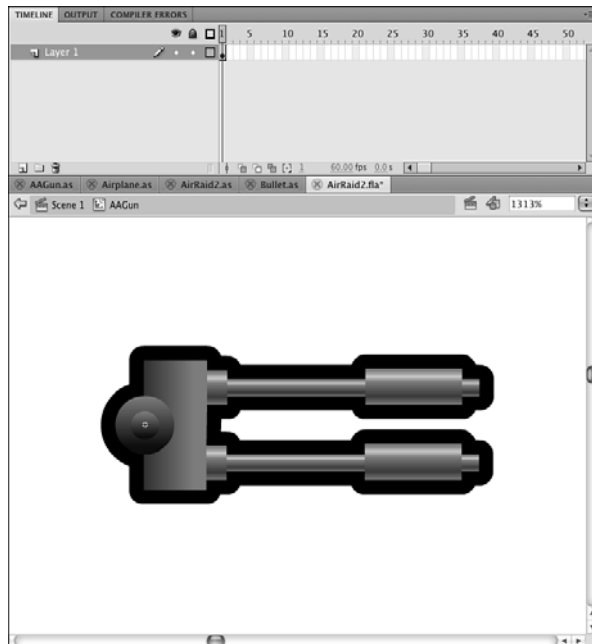 TIMELINE OUTPUT COMPILER ERRORS
1 5 10 15 20 25 30 35 40 45 50
Layer 1
1 60.00 fps 0.0 s
AAGun.as Airplane.as AirRaid2.as Bullet.as AirRaid2.fla*
Scene 1 AAGun 1313%